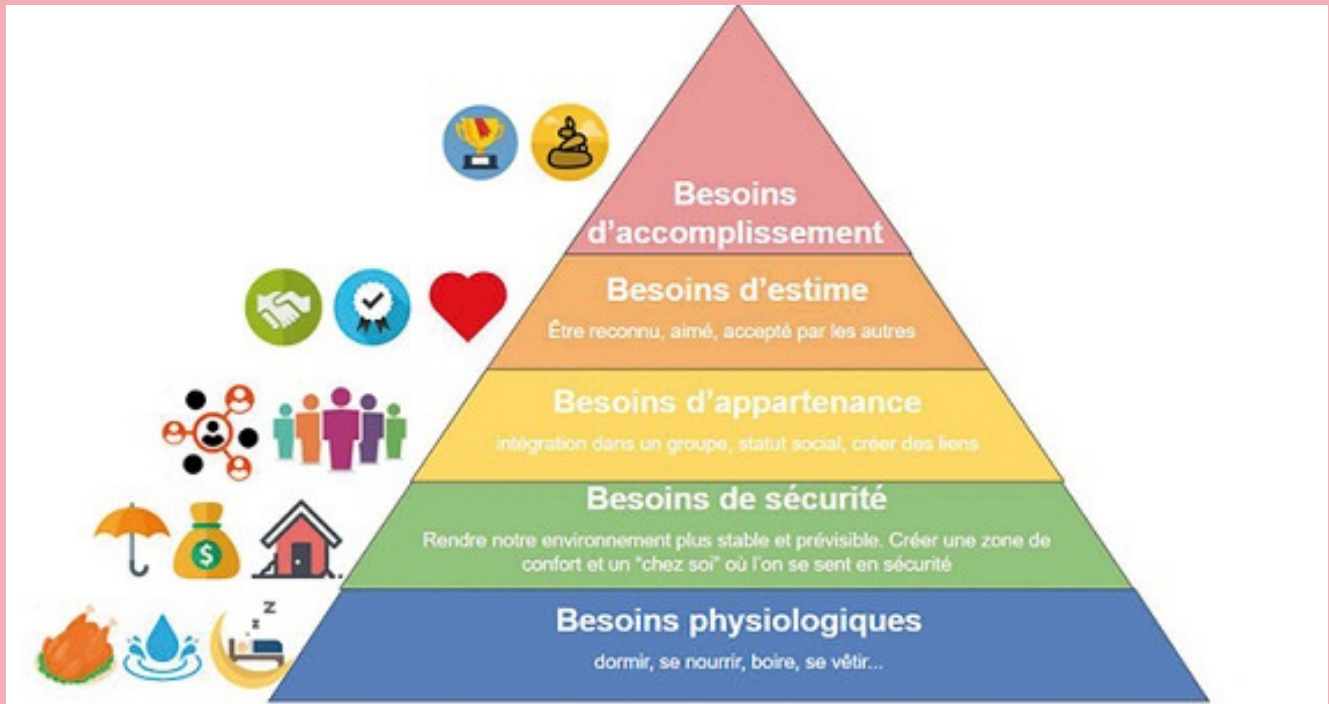 Besoins
d'accomplissement
Besoins d'estime
Être reconnu, aimé, accepté par les autres
Besoins d'appartenance
intégration dans un groupe, statut social, créer des liens
Besoins de sécurité
Rendre notre environnement plus stable et prévisible. Créer une zone de
confort et un "chez soi" où l'on se sent en sécurité
$
z
z
Besoins physiologiques
dormir, se nourrir, boire, se vêtir...